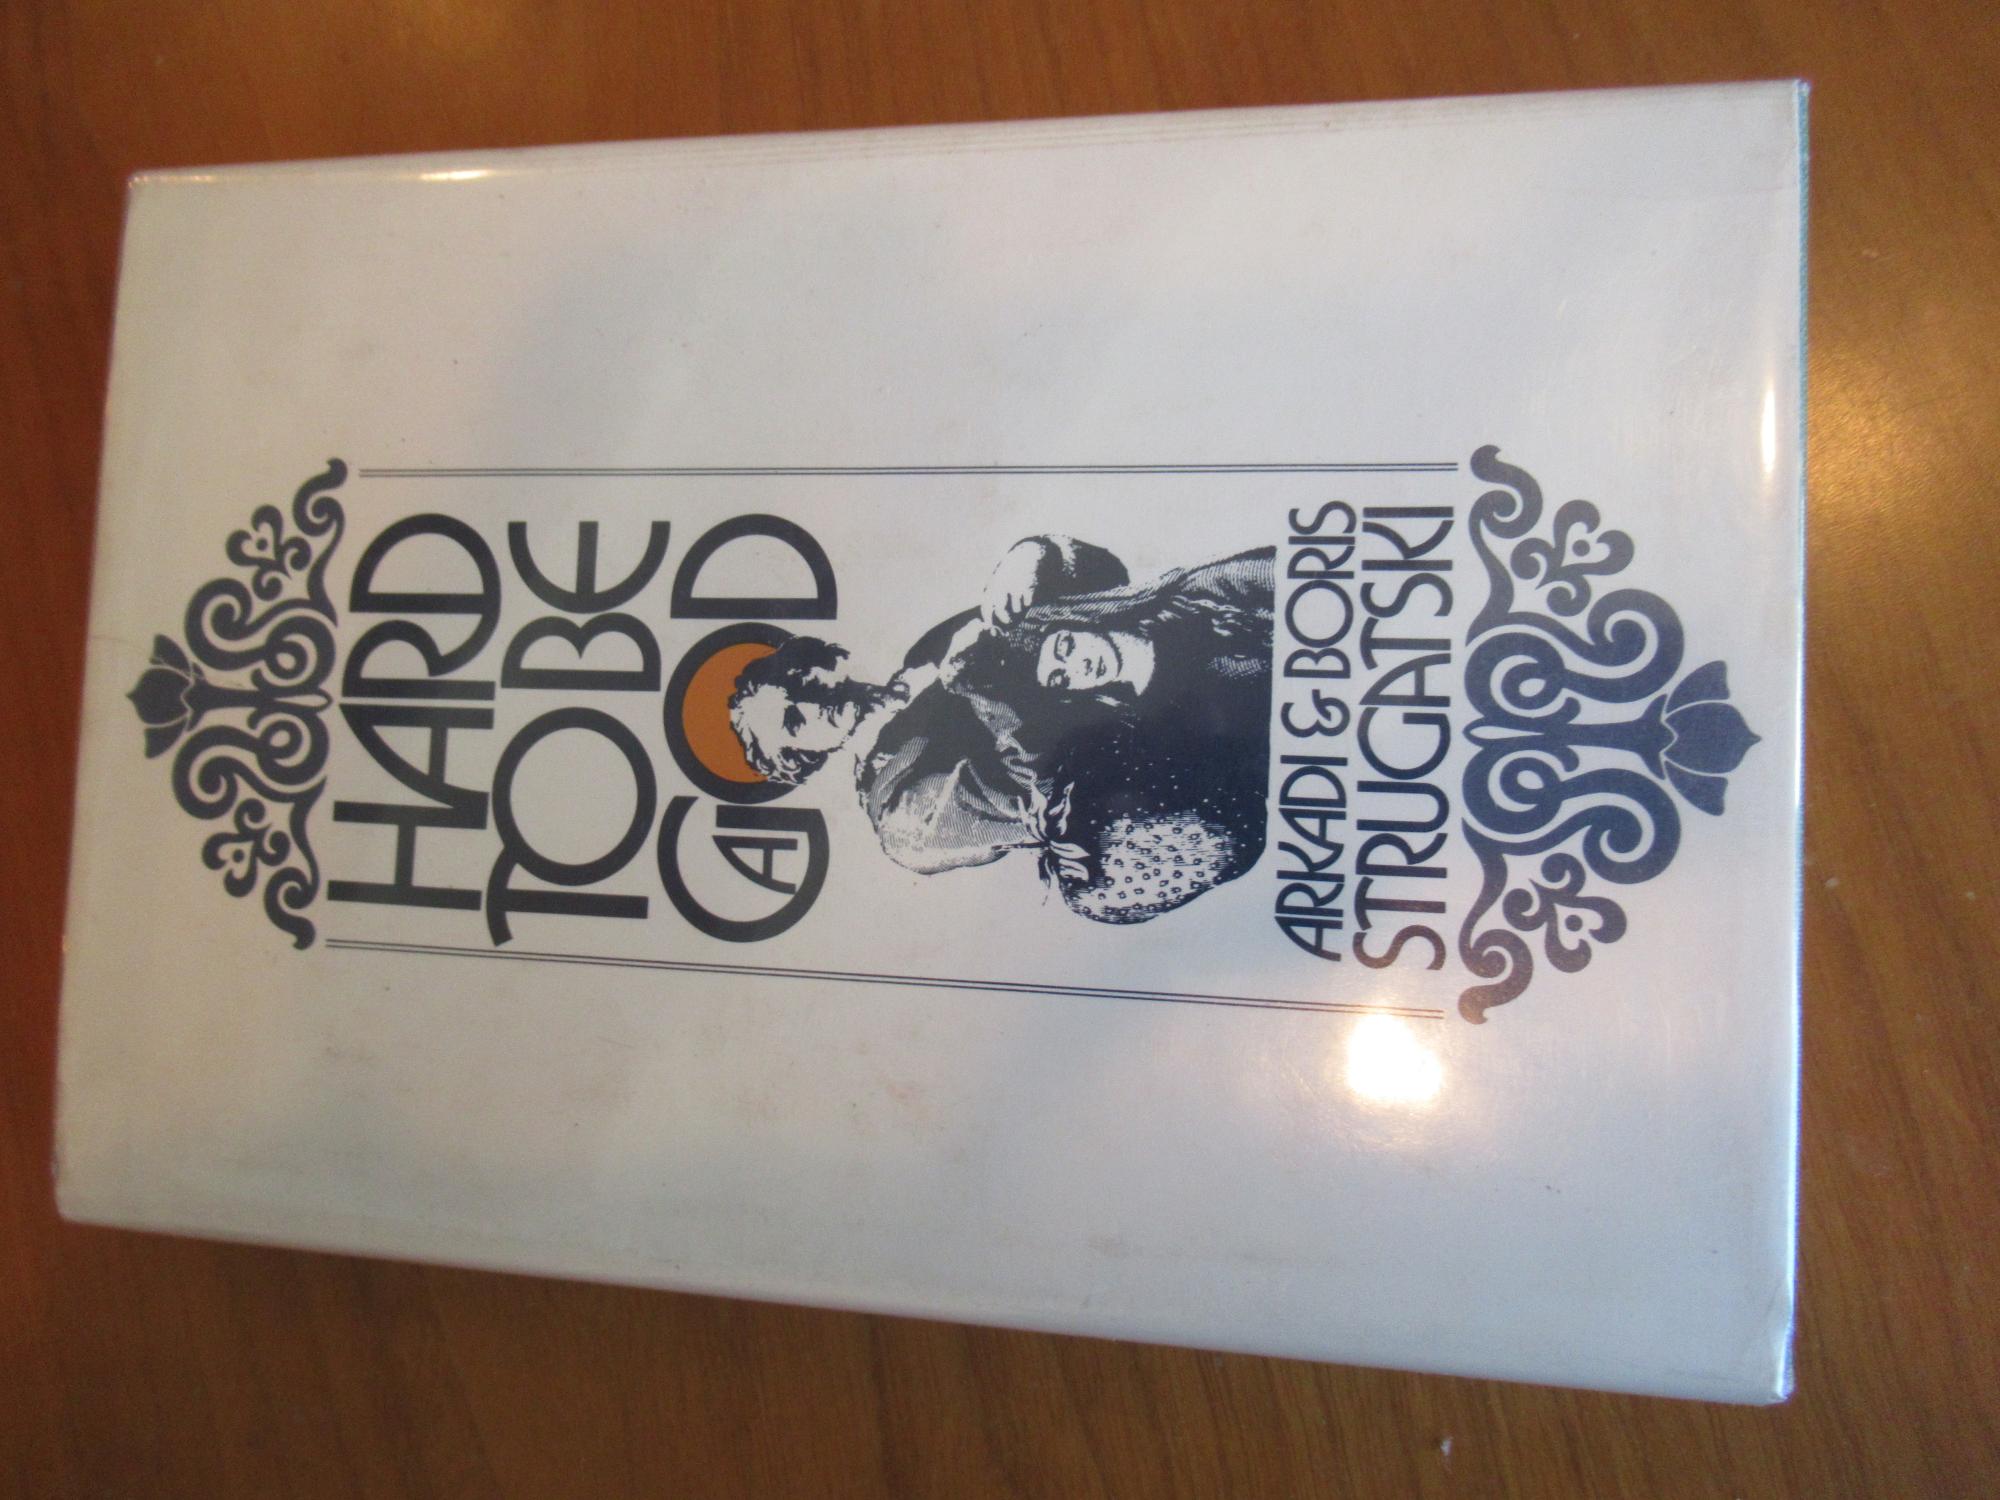 HARD
TO BE
A GOD
ARKADI & BORIS
STRUGATSKI